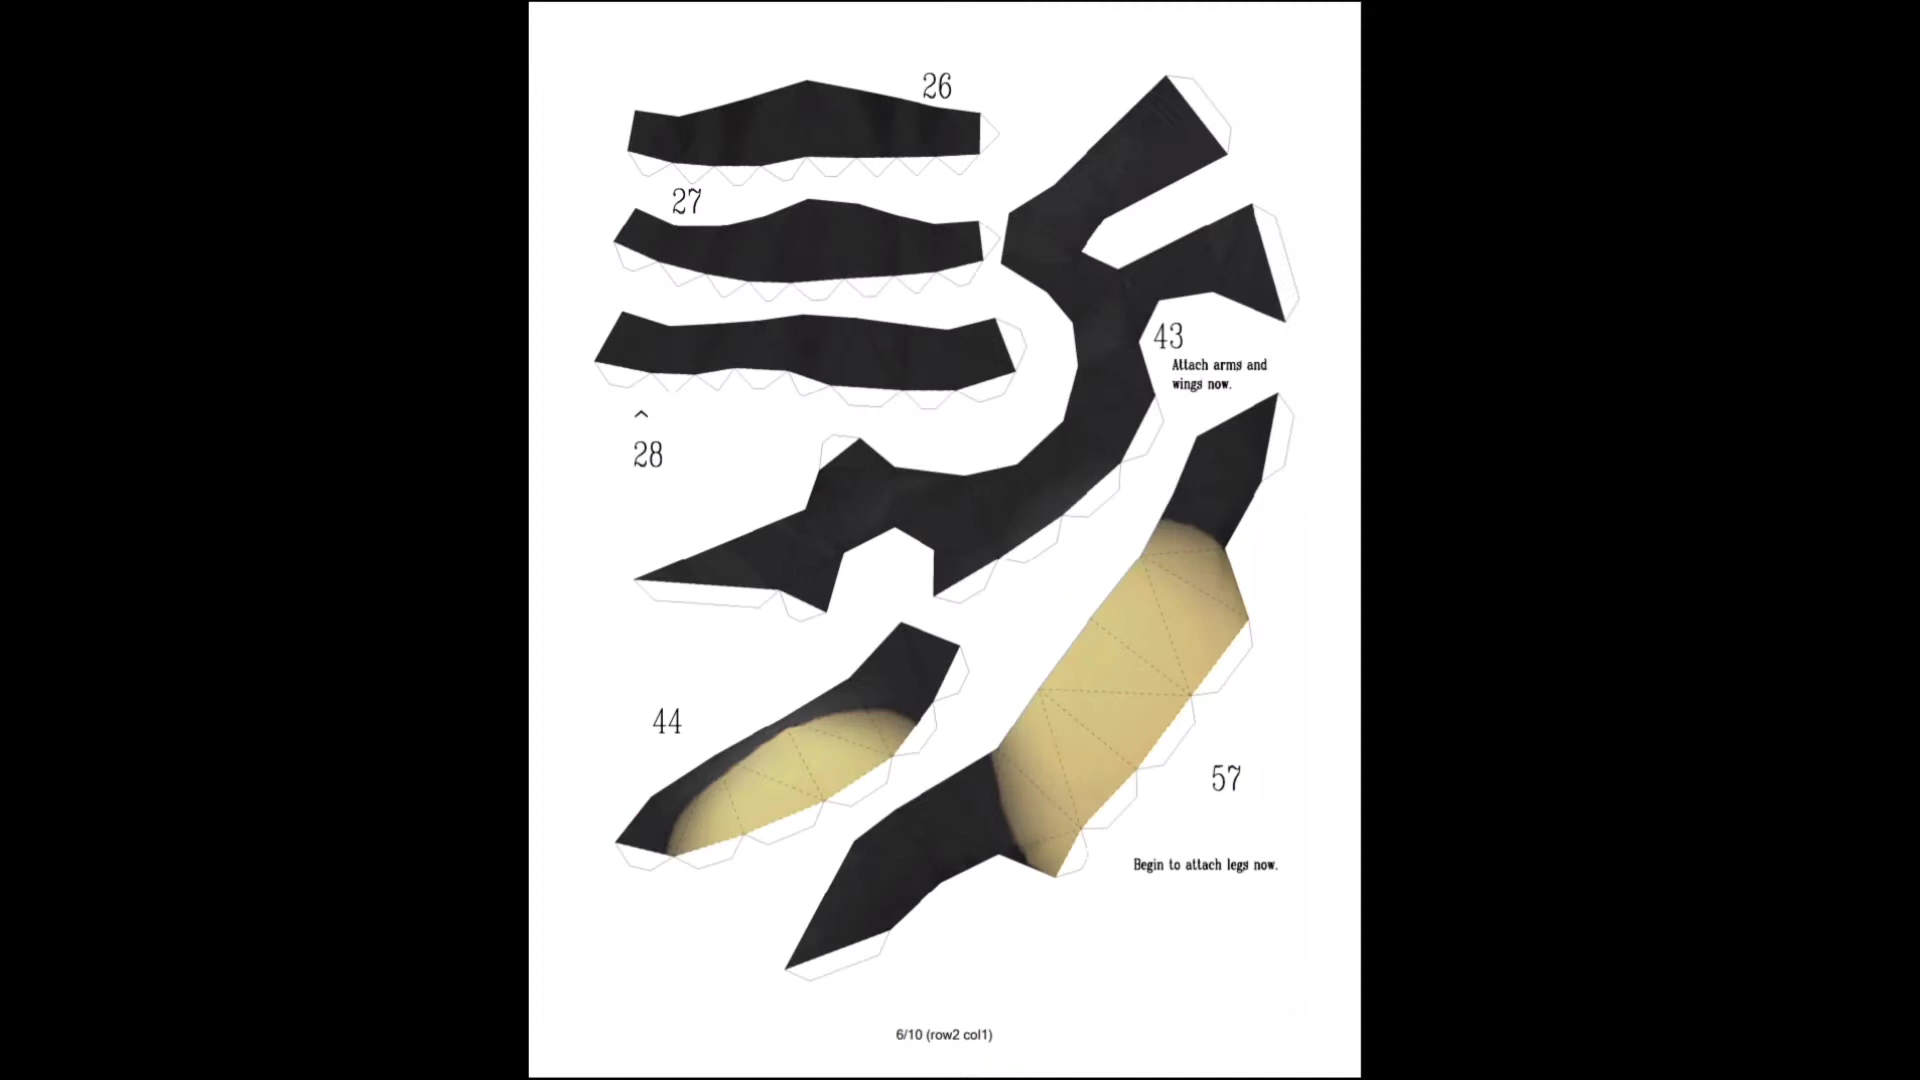 26
27
43
Attach arms and
wings now.
^
28
44
57
Begin to attach legs now.
6/10 (row2 col1)